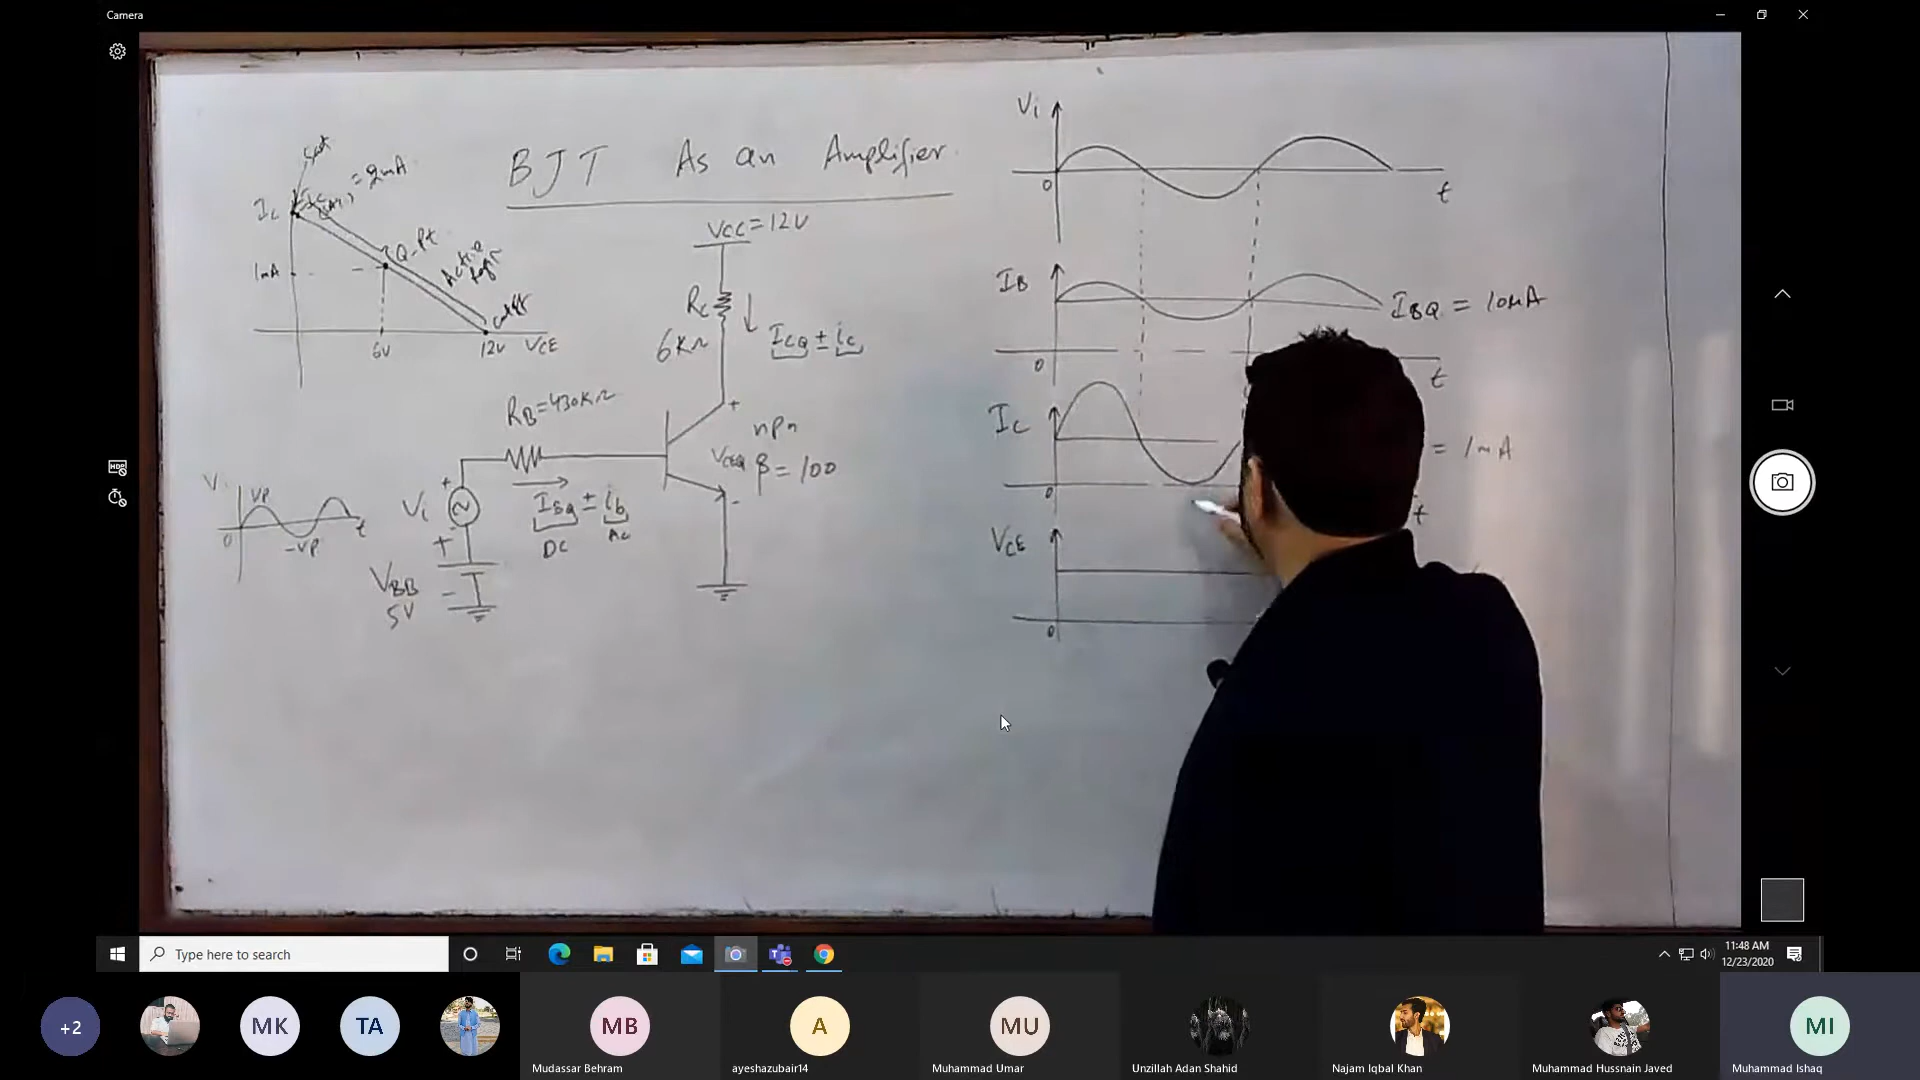 Camera
BJT As an Amplifier
Sat
IC
= 2mA
Q-Pt
Active
1mA
Cutoff
6V
12V
VCE
VCC = 12V
RC
6KΩ
ICQ ± ic
RB = 430KΩ
npn
VCEQ
β = 100
+
-
Vi
VP
0
-VP
t
Vi
+
IBQ ± ib
DC
AC
+
VBB
-
5V
Vi
0
t
IB
IBQ = 10μA
0
t
IC
= 1mA
0
t
VCE
0
Type here to search
11:48 AM
12/23/2020
+2
MK
TA
MB
Mudassar Behram
A
ayeshazubair14
MU
Muhammad Umar
Unzillah Adan Shahid
Najam Iqbal Khan
Muhammad Hussnain Javed
MI
Muhammad Ishaq